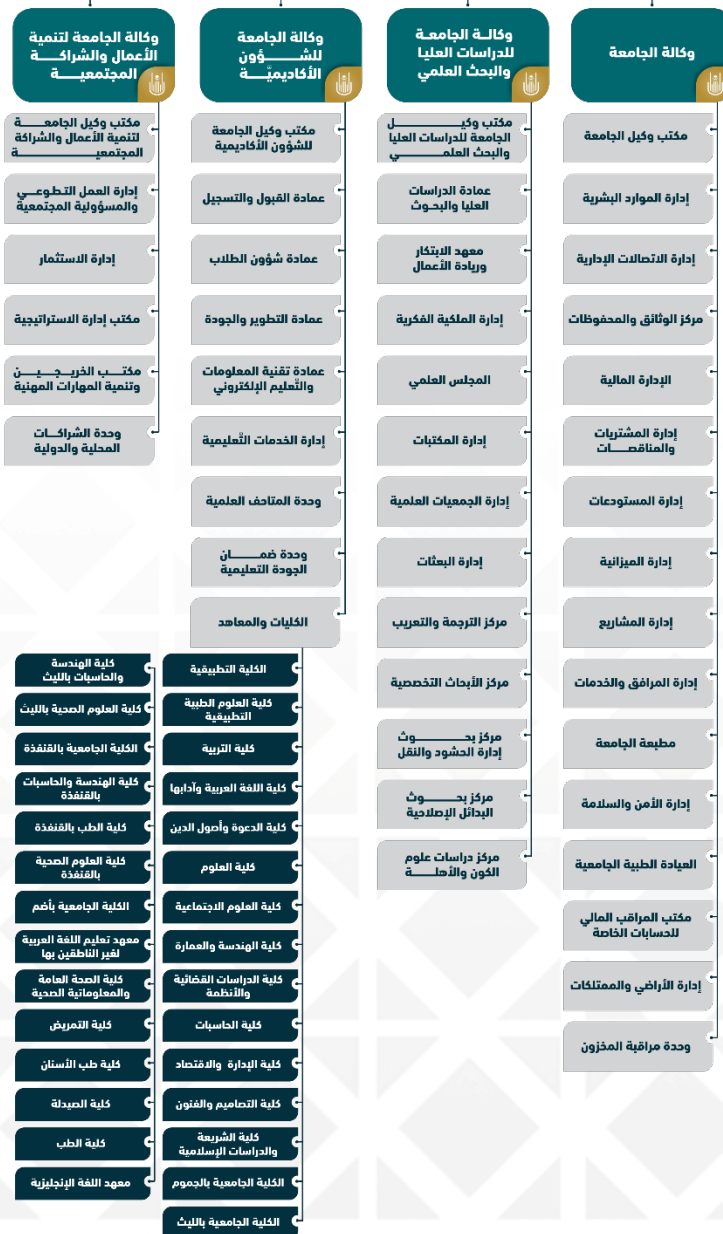 وكالة الجامعة
مكتب وكيل الجامعة
إدارة الموارد البشرية
إدارة الاتصالات الإدارية
مركز الوثائق والمحفوظات
الإدارة المالية
إدارة المشتريات
والمناقصات
إدارة المستودعات
إدارة الميزانية
إدارة المشاريع
إدارة المرافق والخدمات
مطبعة الجامعة
إدارة الأمن والسلامة
العيادة الطبية الجامعية
مكتب المراقب المالي
للحسابات الخاصة
إدارة الأراضي والممتلكات
وحدة مراقبة المخزون
وكالة الجامعة
للدراسات العليا
والبحث العلمي
مكتب وكيل
الجامعة للدراسات العليا
والبحث العلمي
عمادة الدراسات
العليا والبحوث
معهد الابتكار
وريادة الأعمال
إدارة الملكية الفكرية
المجلس العلمي
إدارة المكتبات
إدارة الجمعيات العلمية
إدارة البعثات
مركز الترجمة والتعريب
مركز الأبحاث التخصصية
مركز بحوث
إدارة الحشود والنقل
مركز بحوث
البدائل الإصلاحية
مركز دراسات علوم
الكون والأهلة
وكالة الجامعة
للشؤون
الأكاديميَّة
مكتب وكيل الجامعة
للشؤون الأكاديمية
عمادة القبول والتسجيل
عمادة شؤون الطلاب
عمادة التطوير والجودة
عمادة تقنية المعلومات
والتَّعليم الإلكتروني
إدارة الخدمات التَّعليمية
وحدة المتاحف العلمية
وحدة ضمان
الجودة التعليمية
الكليات والمعاهد
وكالة الجامعة لتنمية
الأعمال والشراكة
المجتمعية
مكتب وكيل الجامعة
لتنمية الأعمال والشراكة
المجتمعية
إدارة العمل التطوعي
والمسؤولية المجتمعية
إدارة الاستثمار
مكتب إدارة الاستراتيجية
مكتب الخريجين
وتنمية المهارات المهنية
وحدة الشراكات
المحلية والدولية
الكلية التطبيقية
كلية العلوم الطبية
التطبيقية
كلية التربية
كلية اللغة العربية وآدابها
كلية الدعوة وأصول الدين
كلية العلوم
كلية العلوم الاجتماعية
كلية الهندسة والعمارة
كلية الدراسات القضائية
والأنظمة
كلية الحاسبات
كلية الإدارة والاقتصاد
كلية التصاميم والفنون
كلية الشريعة
والدراسات الإسلامية
الكلية الجامعية بالجموم
الكلية الجامعية بالليث
كلية الهندسة
والحاسبات بالليث
كلية العلوم الصحية بالليث
الكلية الجامعية بالقنفذة
كلية الهندسة والحاسبات
بالقنفذة
كلية الطب بالقنفذة
كلية العلوم الصحية
بالقنفذة
الكلية الجامعية بأضم
معهد تعليم اللغة العربية
لغير الناطقين بها
كلية الصحة العامة
والمعلوماتية الصحية
كلية التمريض
كلية طب الأسنان
كلية الصيدلة
كلية الطب
معهد اللغة الإنجليزية